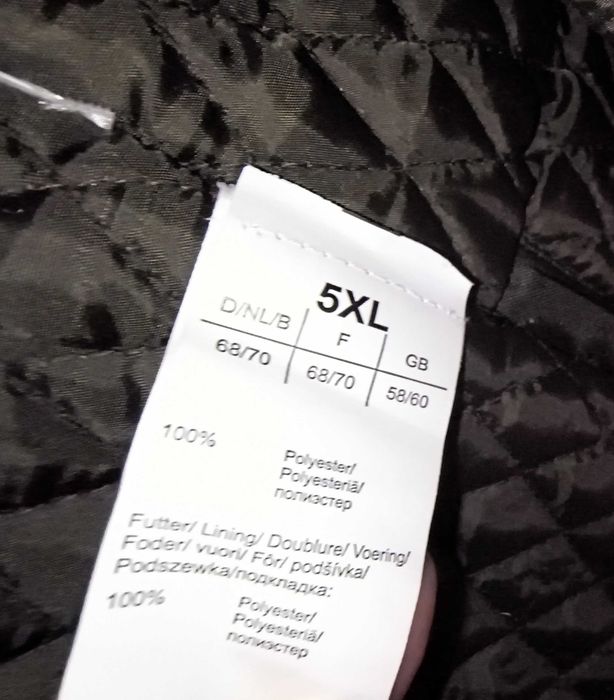 5XL
D/NL/B F GB
68/70 68/70 58/60
100% Polyester/
Polyesteriä/
полиэстер
Futter/ Lining/ Doublure/ Voering/
Foder/ vuori/ Fôr/ podšívka/
Podszewka/подкладка:
100% Polyester/
Polyesteriä/
полиэстер